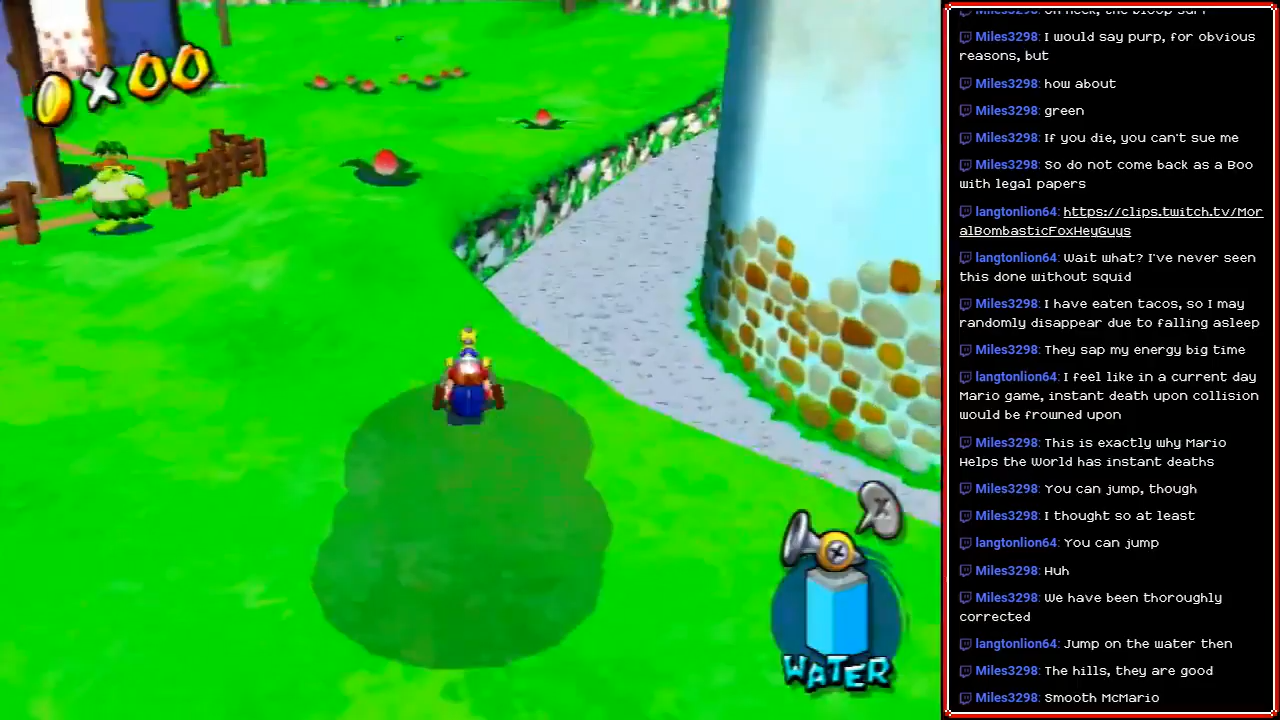 0×00
Miles3298: Oh heck, the bloop surf
Miles3298: I would say purp, for obvious
reasons, but
Miles3298: how about
Miles3298: green
Miles3298: If you die, you can't sue me
Miles3298: So do not come back as a Boo
with legal papers
langtonlion64: https://clips.twitch.tv/Mor
alBombasticFoxHeyGuys
langtonlion64: Wait what? I've never seen
this done without squid
Miles3298: I have eaten tacos, so I may
randomly disappear due to falling asleep
Miles3298: They sap my energy big time
langtonlion64: I feel like in a current day
Mario game, instant death upon collision
would be frowned upon
Miles3298: This is exactly why Mario
Helps the World has instant deaths
Miles3298: You can jump, though
Miles3298: I thought so at least
langtonlion64: You can jump
Miles3298: Huh
Miles3298: We have been thoroughly
corrected
langtonlion64: Jump on the water then
Miles3298: The hills, they are good
Miles3298: Smooth McMario
X
WATER